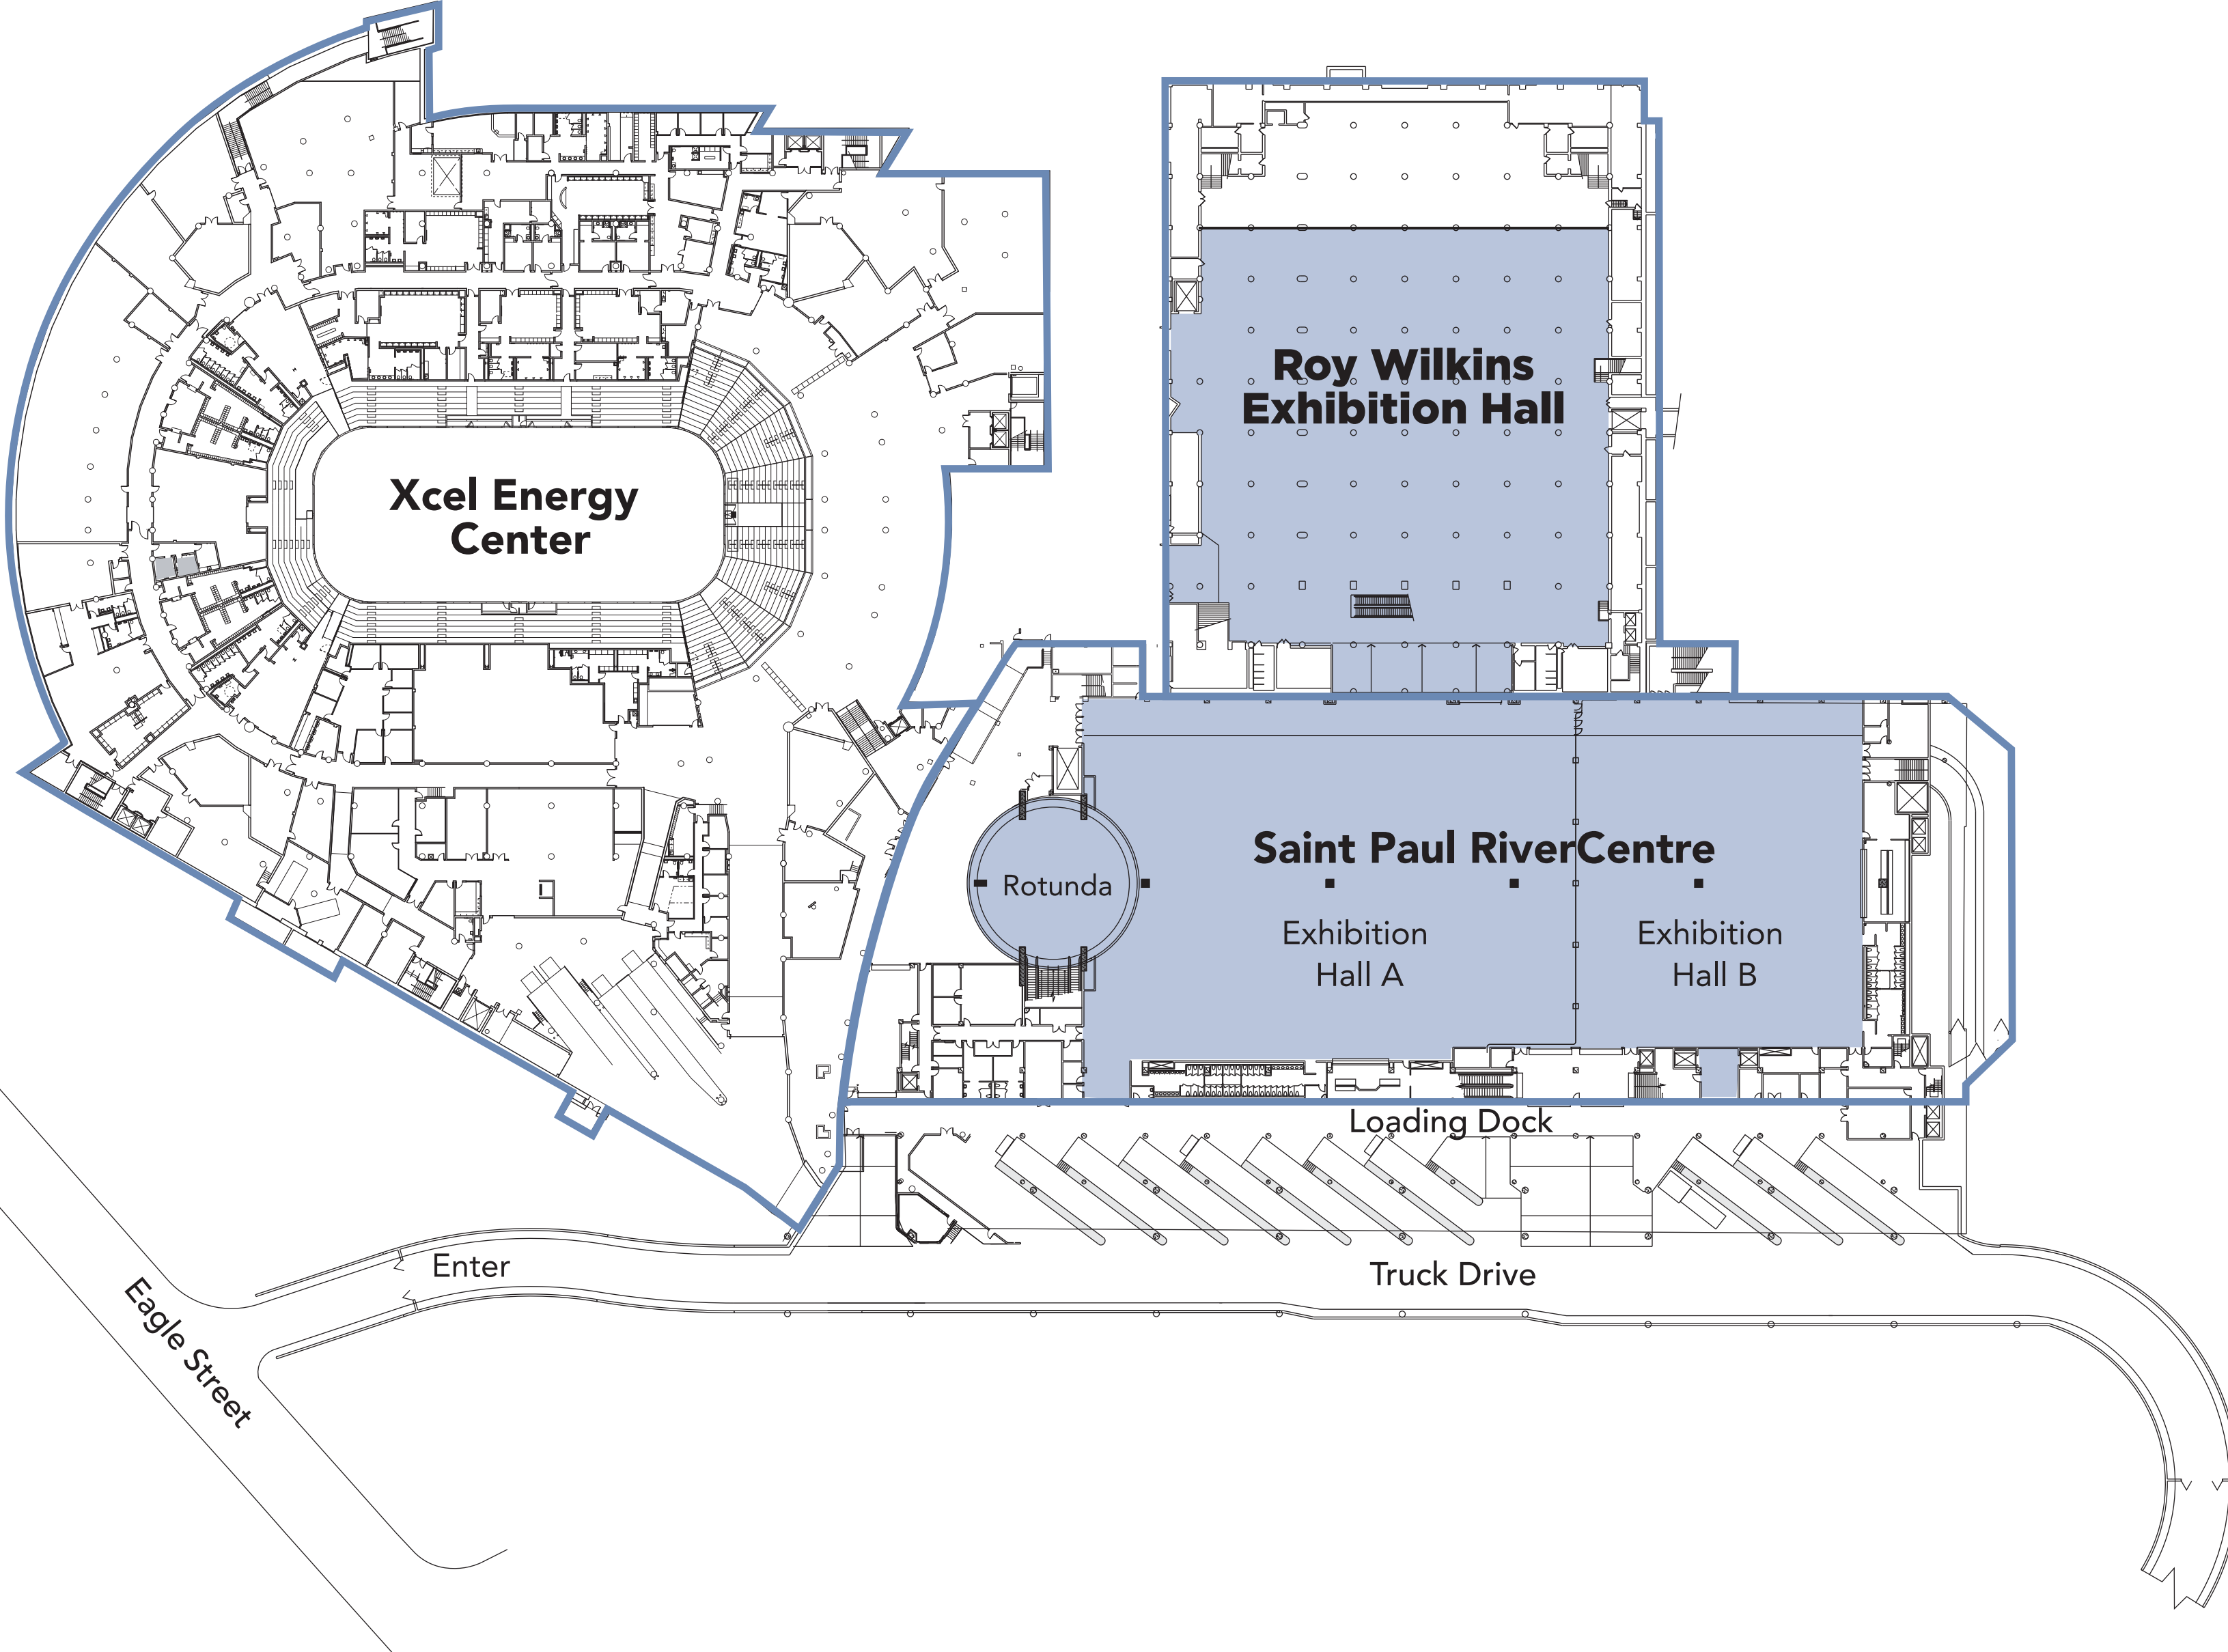 Roy Wilkins
Exhibition Hall
Xcel Energy
Center
Saint Paul RiverCentre
Rotunda
Exhibition
Hall A
Exhibition
Hall B
Loading Dock
Enter
Truck Drive
Eagle Street